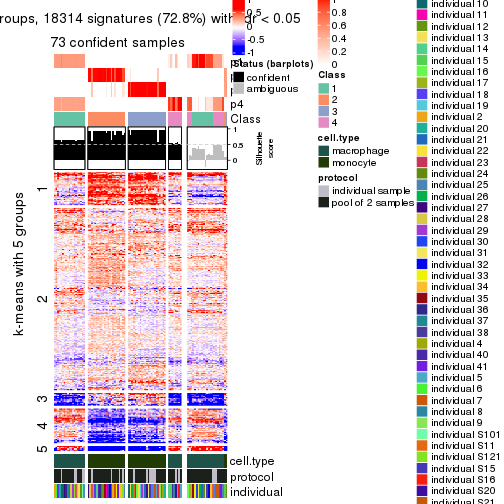 roups, 18314 signatures (72.8%) with
r < 0.05
73 confident samples
p4
Class
1
0.5
0
Silhouette
score
k-means with 5 groups
1
2
3
4
5
cell.type
protocol
individual
0.5
0
-0.5
-1
Status (barplots)
confident
ambiguous
0.8
0.6
0.4
0.2
0
Class
1
2
3
4
cell.type
macrophage
monocyte
protocol
individual sample
pool of 2 samples
individual 10
individual 11
individual 12
individual 13
individual 14
individual 15
individual 16
individual 17
individual 18
individual 19
individual 2
individual 20
individual 21
individual 22
individual 23
individual 24
individual 25
individual 26
individual 27
individual 28
individual 29
individual 30
individual 31
individual 32
individual 33
individual 34
individual 35
individual 36
individual 37
individual 38
individual 4
individual 40
individual 41
individual 5
individual 6
individual 7
individual 8
individual 9
individual S101
individual S11
individual S121
individual S15
individual S16
individual S20
individual S21